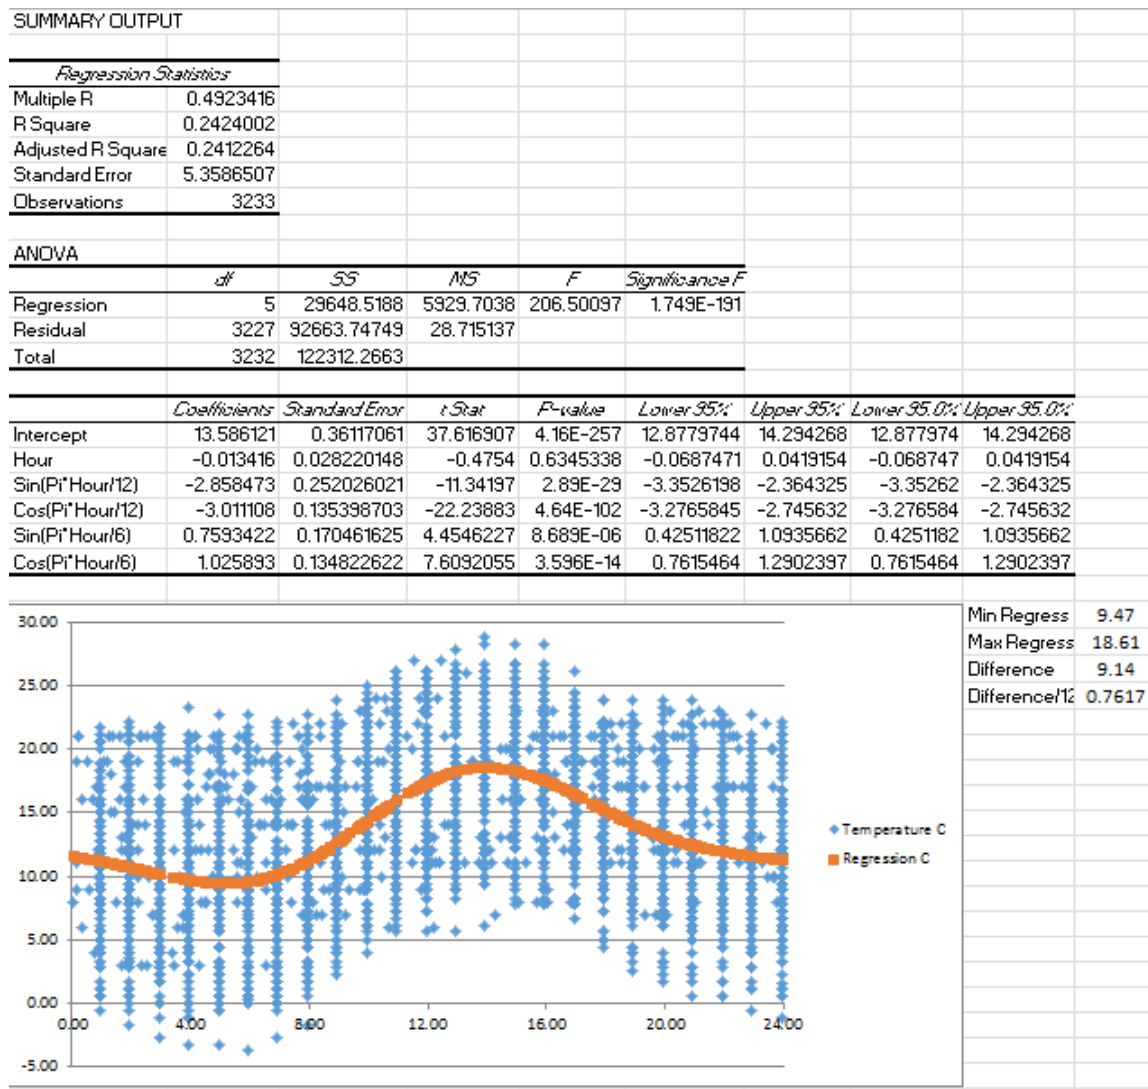 SUMMARY OUTPUT
Regression Statistics
Multiple R 0.4923416
R Square 0.2424002
Adjusted R Square 0.2412264
Standard Error 5.3586507
Observations 3233
ANOVA
df SS MS F Significance F
Regression 5 29648.5188 5929.7038 206.50097 1.749E-191
Residual 3227 92663.74749 28.715137
Total 3232 122312.2663
Coefficients Standard Error t Stat P-value Lower 95% Upper 95% Lower 95.0% Upper 95.0%
Intercept 13.586121 0.36117061 37.616907 4.16E-257 12.8779744 14.294268 12.877974 14.294268
Hour -0.013416 0.028220148 -0.4754 0.6345338 -0.0687471 0.0419154 -0.068747 0.0419154
Sin(Pi*Hour/12) -2.858473 0.252026021 -11.34197 2.89E-29 -3.3526198 -2.364325 -3.35262 -2.364325
Cos(Pi*Hour/12) -3.011108 0.135398703 -22.23883 4.64E-102 -3.2765845 -2.745632 -3.276584 -2.745632
Sin(Pi*Hour/6) 0.7593422 0.170461625 4.4546227 8.689E-06 0.42511822 1.0935662 0.4251182 1.0935662
Cos(Pi*Hour/6) 1.025893 0.134822622 7.6092055 3.596E-14 0.7615464 1.2902397 0.7615464 1.2902397
Min Regress 9.47
Max Regress 18.61
Difference 9.14
Difference/12 0.7617
30.00
25.00
20.00
15.00
10.00
5.00
0.00
-5.00
0.00 4.00 8.00 12.00 16.00 20.00 24.00
Temperature C
Regression C